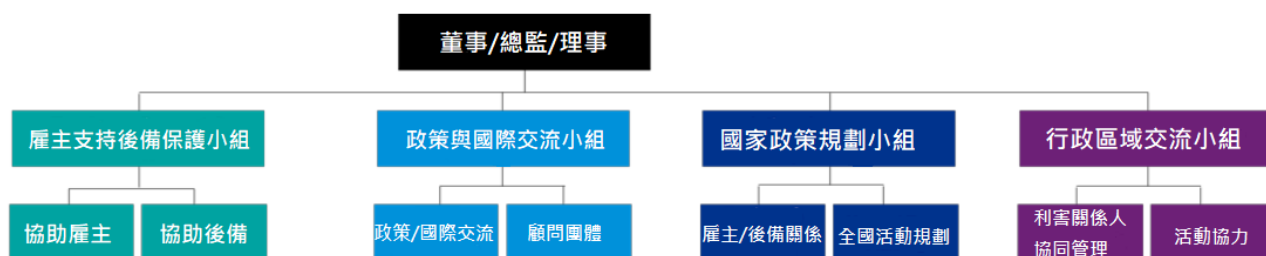 董事/總監/理事
雇主支持後備保護小組
政策與國際交流小組
國家政策規劃小組
行政區域交流小組
協助雇主
協助後備
政策/國際交流
顧問團體
雇主/後備關係
全國活動規劃
利害關係人
協同管理
活動協力